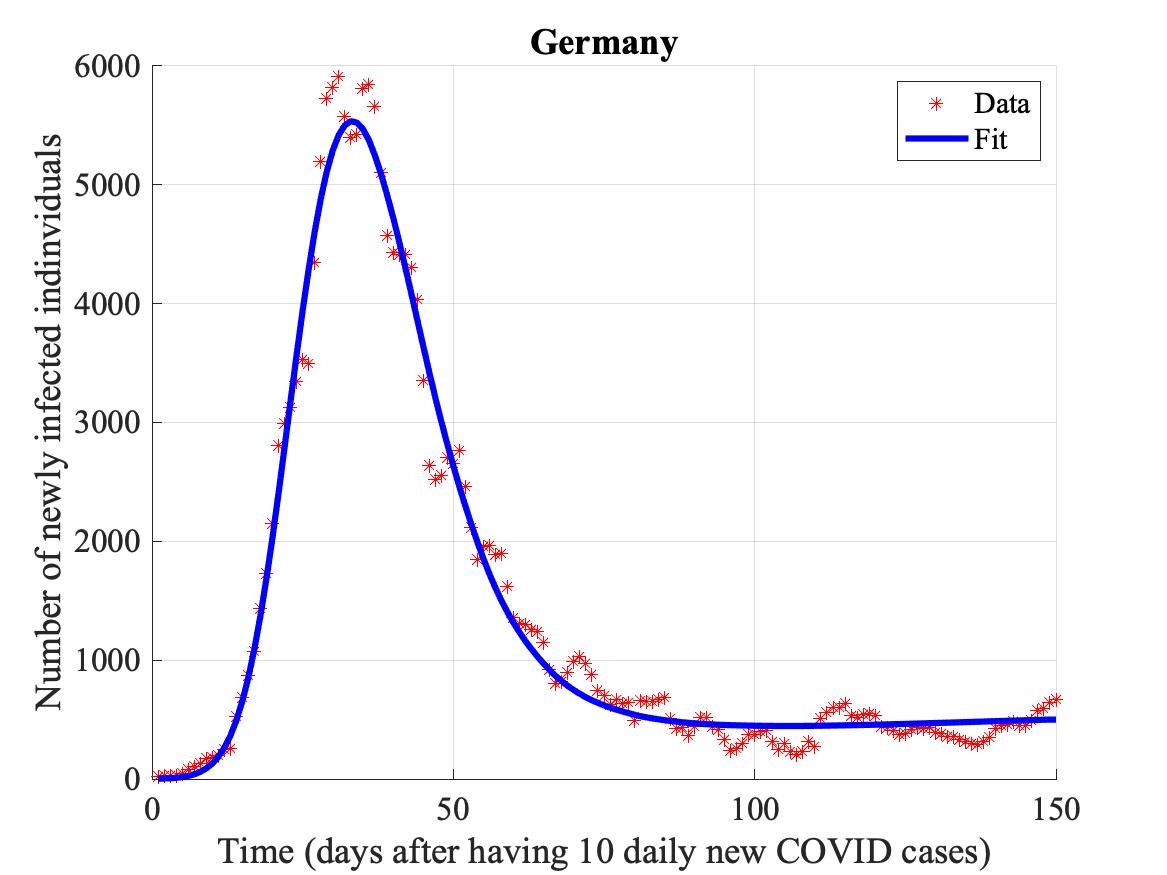 Germany
6000
5000
4000
3000
2000
1000
0
Number of newly infected indinviduals
Data
Fit
0 50 100 150
Time (days after having 10 daily new COVID cases)